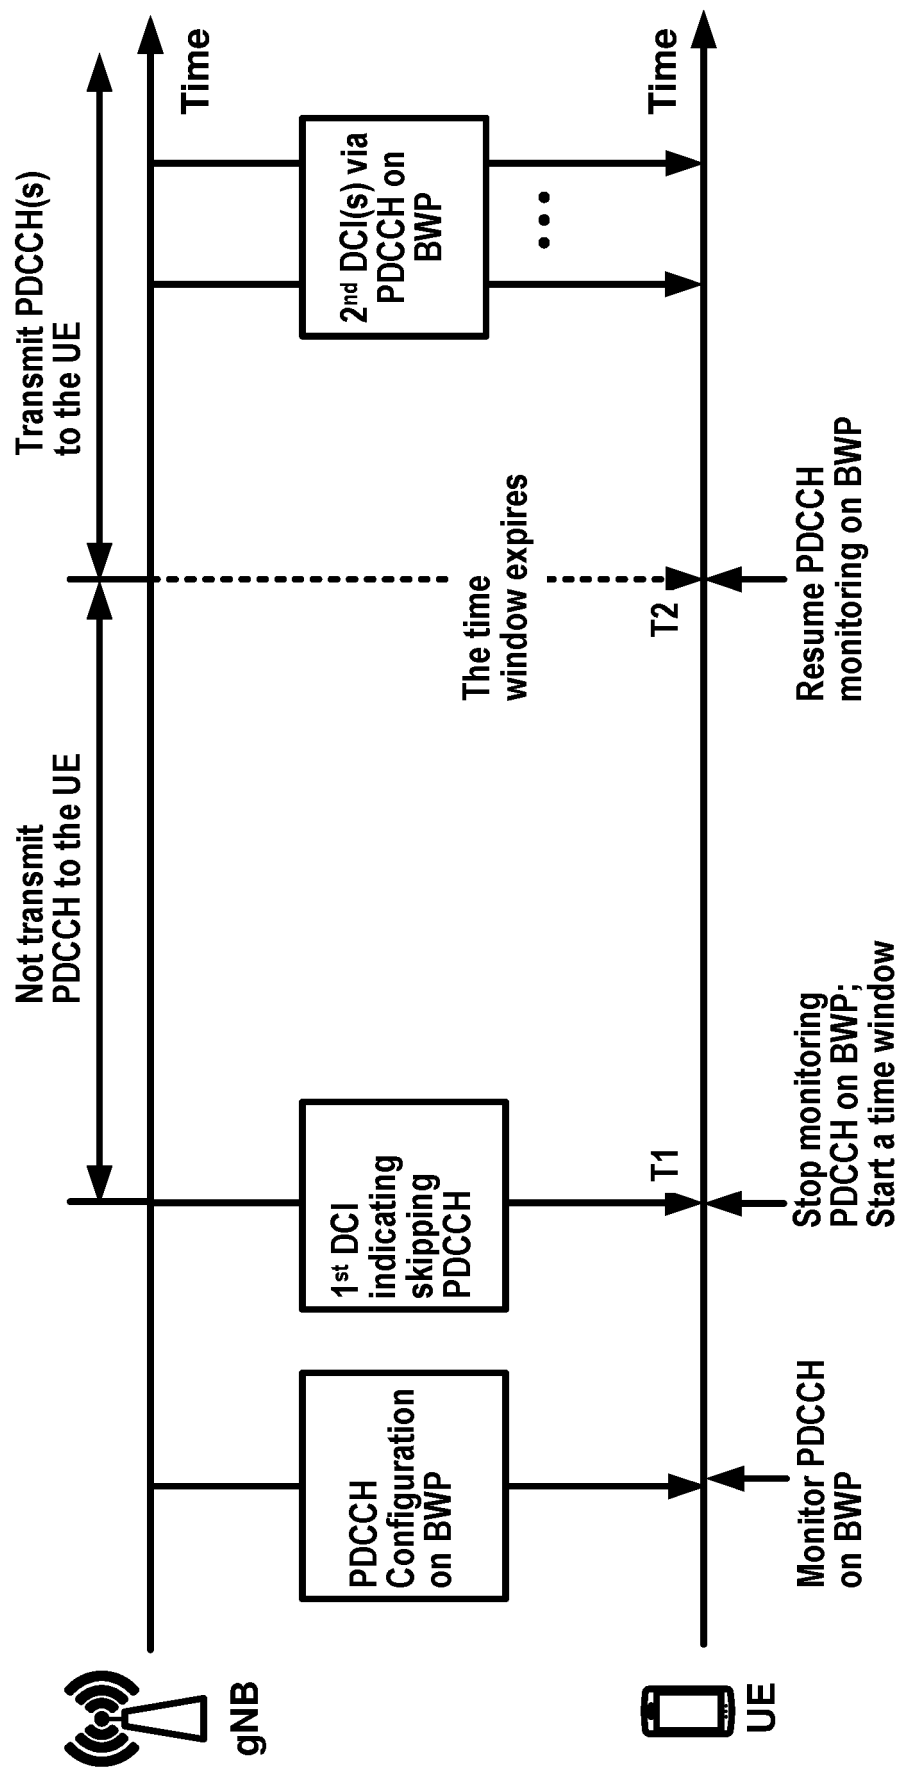 Not transmit
PDCCH to the UE
Transmit PDCCH(s)
to the UE
gNB
Time
PDCCH
Configuration
on BWP
1st DCI
indicating
skipping
PDCCH
The time
window expires
2nd DCI(s) via
PDCCH on
BWP
...
T1
T2
Time
UE
Monitor PDCCH
on BWP
Stop monitoring
PDCCH on BWP;
Start a time window
Resume PDCCH
monitoring on BWP